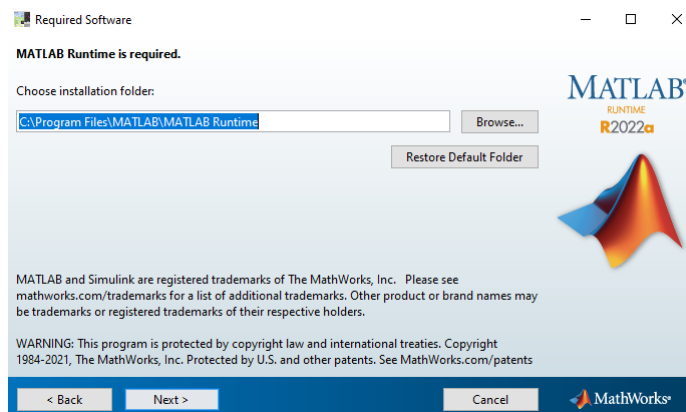 Required Software
MATLAB Runtime is required.
Choose installation folder:
C:\Program Files\MATLAB\MATLAB Runtime
Browse...
Restore Default Folder
MATLAB®
RUNTIME
R2022a
MATLAB and Simulink are registered trademarks of The MathWorks, Inc. Please see
mathworks.com/trademarks for a list of additional trademarks. Other product or brand names may
be trademarks or registered trademarks of their respective holders.
WARNING: This program is protected by copyright law and international treaties. Copyright
1984-2021, The MathWorks, Inc. Protected by U.S. and other patents. See MathWorks.com/patents
< Back
Next >
Cancel
MathWorks®